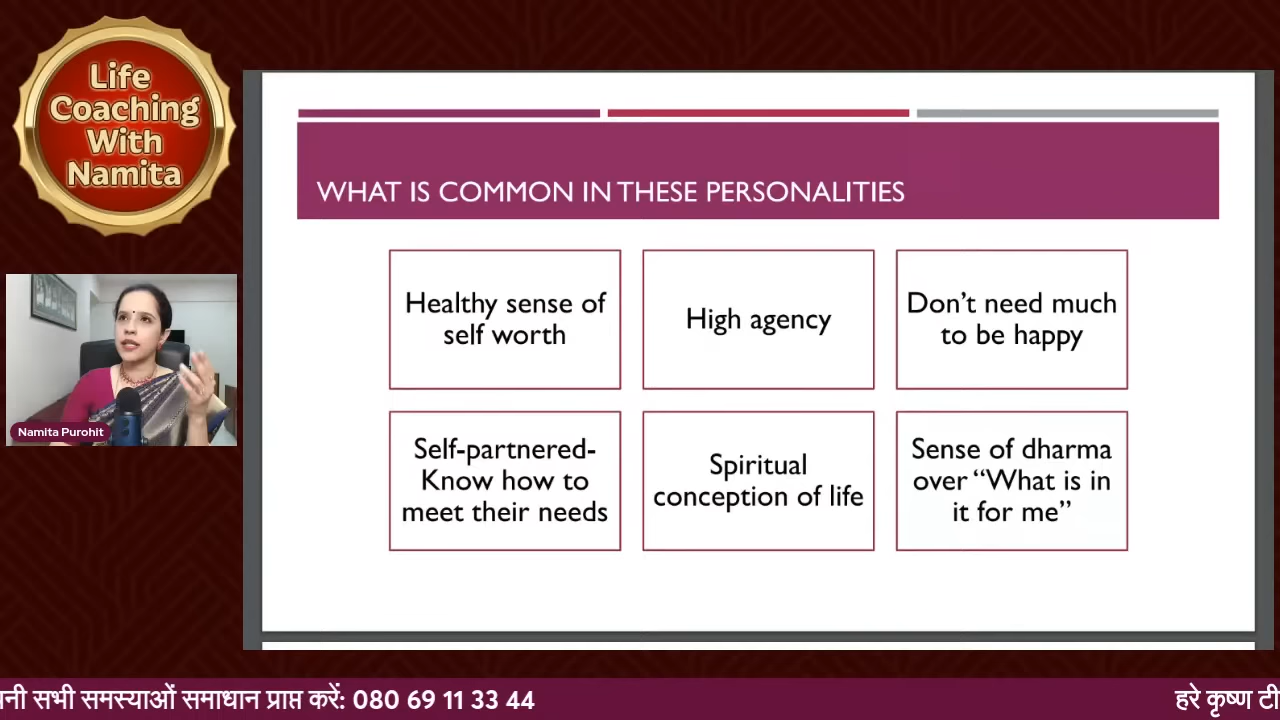 Life
Coaching
With
Namita
WHAT IS COMMON IN THESE PERSONALITIES
Healthy sense of
self worth
High agency
Don’t need much
to be happy
Self-partnered-
Know how to
meet their needs
Spiritual
conception of life
Sense of dharma
over “What is in
it for me”
Namita Purohit
सभी समस्याओं समाधान प्राप्त करें: 080 69 11 33 44
हरे कृष्ण